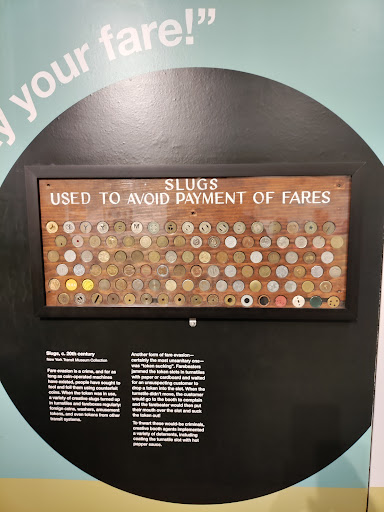 y your fare!”
SLUGS
USED TO AVOID PAYMENT OF FARES
Slugs, c. 20th century
New York Transit Museum Collection
Fare evasion is a crime, and for as
long as coin-operated machines
have existed, people have sought to
fool and foil them using counterfeit
coins. When the token was in use,
a variety of creative slugs turned up
in turnstiles and fareboxes regularly:
foreign coins, washers, amusement
tokens, and even tokens from other
transit systems.
Another form of fare evasion—
certainly the most unsanitary one—
was “token sucking”. Farebeaters
jammed the token slots in turnstiles
with paper or cardboard and waited
for an unsuspecting customer to
drop a token into the slot. When the
turnstile didn’t move, the customer
would go to the booth to complain
and the farebeater would then put
their mouth over the slot and suck
the token out!
To thwart these would-be criminals,
creative booth agents implemented
a variety of deterrents, including
coating the turnstile slot with hot
pepper sauce.